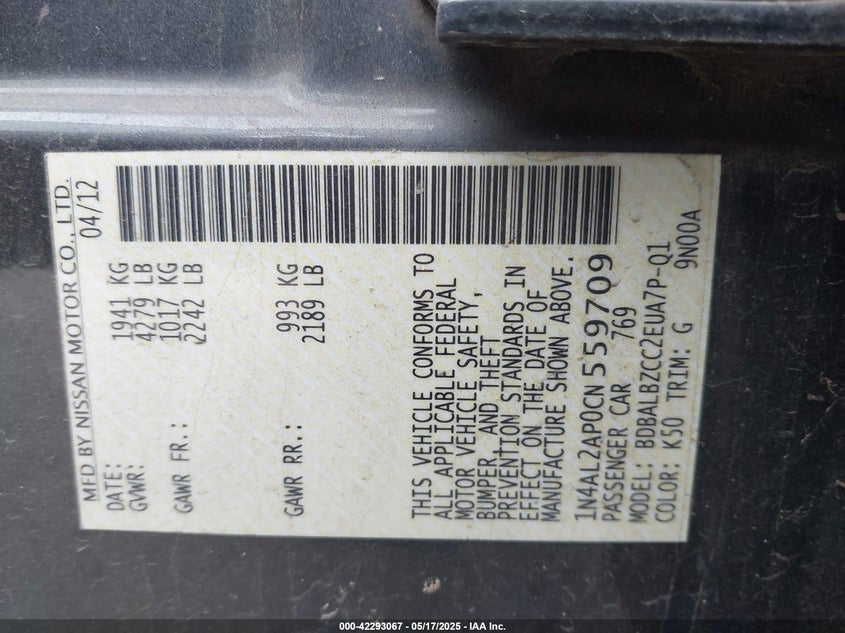 MFD BY NISSAN MOTOR CO., LTD.
DATE: 04/12
GVWR: 1941 KG
4279 LB
GAWR FR.: 1017 KG
2242 LB
GAWR RR.: 993 KG
2189 LB
THIS VEHICLE CONFORMS TO
ALL APPLICABLE FEDERAL
MOTOR VEHICLE SAFETY,
BUMPER, AND THEFT
PREVENTION STANDARDS IN
EFFECT ON THE DATE OF
MANUFACTURE SHOWN ABOVE.
1N4AL2AP0CN559709
PASSENGER CAR 769
MODEL: BDBALBZCC2EUA7P-Q1
COLOR: K50 TRIM: G 9N00A
000-42293067 - 05/17/2025 - IAA Inc.